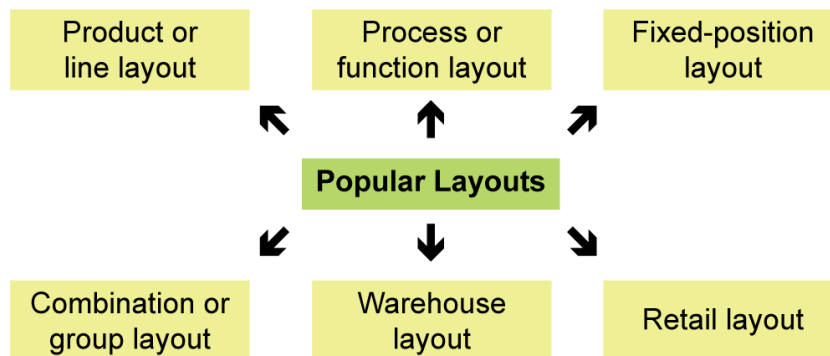 Product or
line layout
Process or
function layout
Fixed-position
layout
Popular Layouts
Combination or
group layout
Warehouse
layout
Retail layout